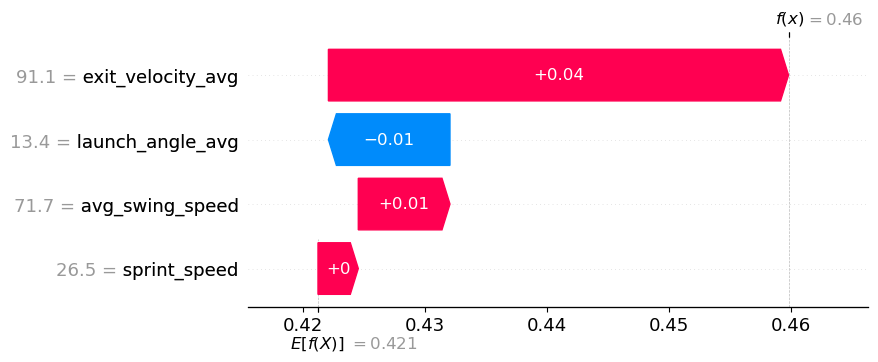 f(x) = 0.46
91.1 = exit_velocity_avg
+0.04
13.4 = launch_angle_avg
−0.01
71.7 = avg_swing_speed
+0.01
26.5 = sprint_speed
+0
0.42 0.43 0.44 0.45 0.46
E[f(X)] = 0.421